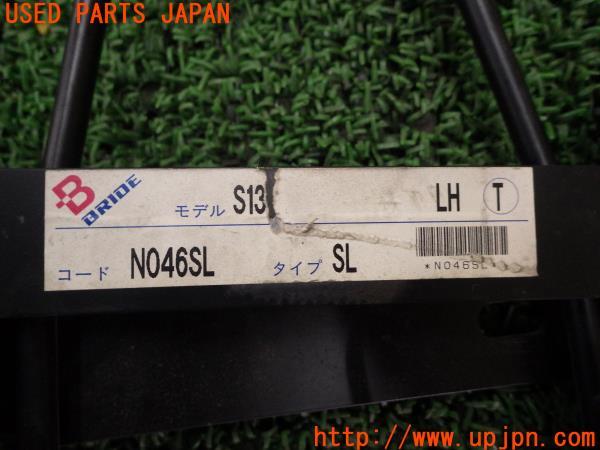 USED PARTS JAPAN
BRIDE
モデル S13 LH T
コード N046SL タイプ SL
*N046SL*
http://www.upjpn.com/